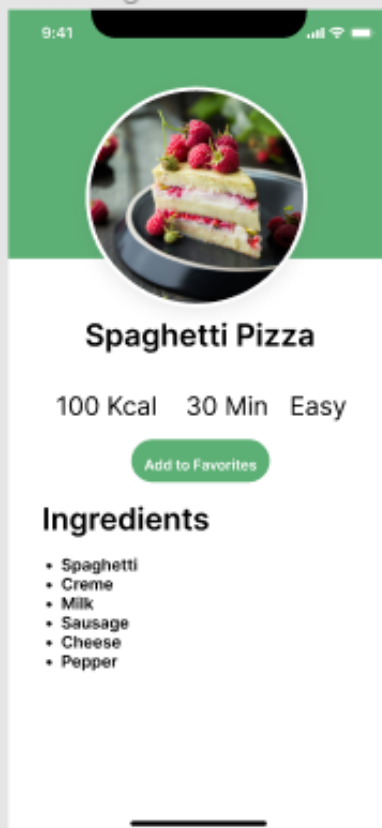 9:41
Spaghetti Pizza
100 Kcal 30 Min Easy
Add to Favorites
Ingredients
• Spaghetti
• Creme
• Milk
• Sausage
• Cheese
• Pepper